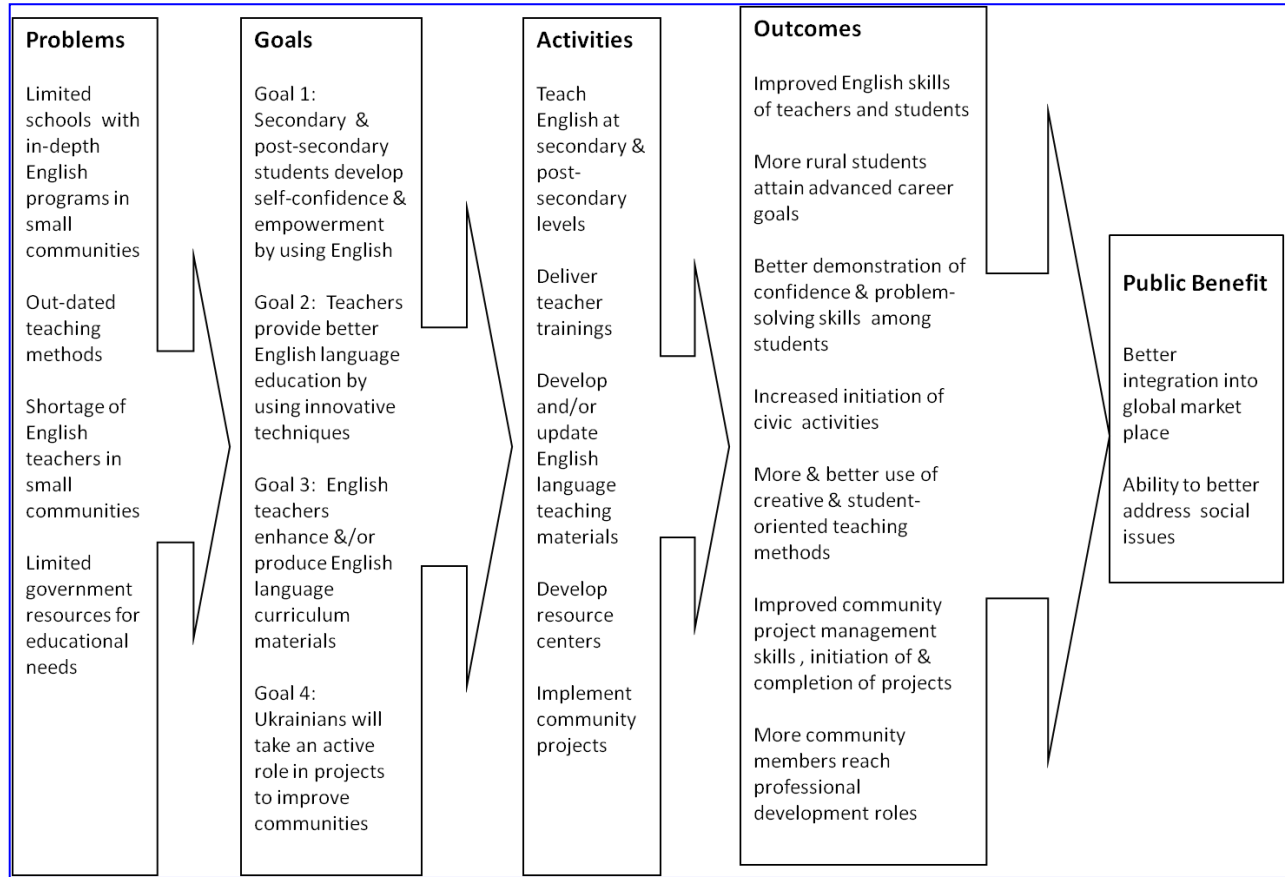 Problems
Limited
schools with
in-depth
English
programs in
small
communities
Out-dated
teaching
methods
Shortage of
English
teachers in
small
communities
Limited
government
resources for
educational
needs
Goals
Goal 1:
Secondary &
post-secondary
students develop
self-confidence &
empowerment
by using English
Goal 2: Teachers
provide better
English language
education by
using innovative
techniques
Goal 3: English
teachers
enhance &/or
produce English
language
curriculum
materials
Goal 4:
Ukrainians will
take an active
role in projects
to improve
communities
Activities
Teach
English at
secondary &
post-
secondary
levels
Deliver
teacher
trainings
Develop
and/or
update
English
language
teaching
materials
Develop
resource
centers
Implement
community
projects
Outcomes
Improved English skills
of teachers and students
More rural students
attain advanced career
goals
Better demonstration of
confidence & problem-
solving skills among
students
Increased initiation of
civic activities
More & better use of
creative & student-
oriented teaching
methods
Improved community
project management
skills , initiation of &
completion of projects
More community
members reach
professional
development roles
Public Benefit
Better
integration into
global market
place
Ability to better
address social
issues